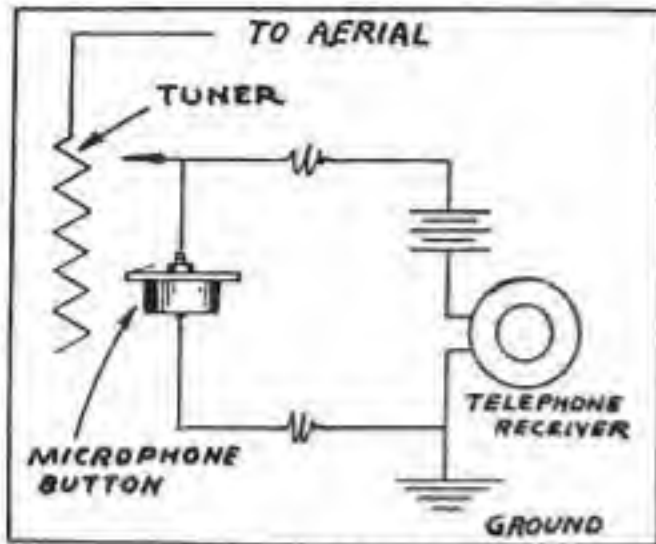 TO AERIAL
TUNER
TELEPHONE
RECEIVER
MICROPHONE
BUTTON
GROUND